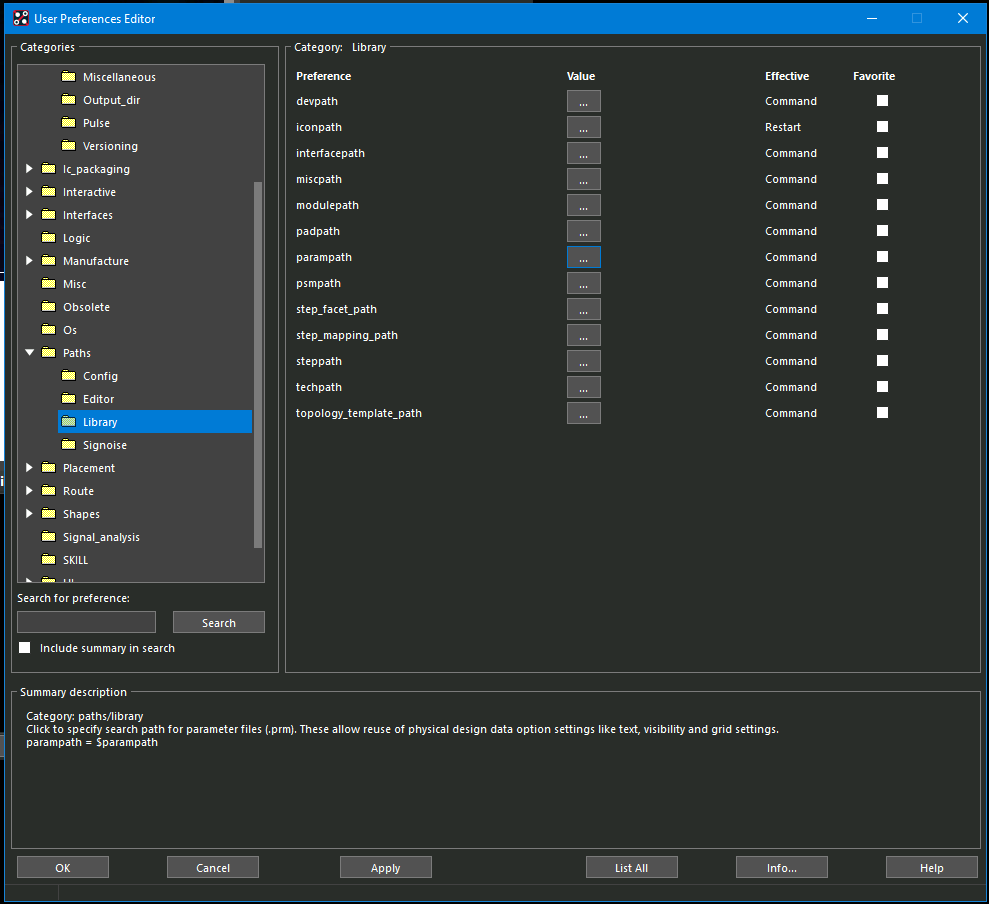 User Preferences Editor
Categories
Miscellaneous
Output_dir
Pulse
Versioning
Ic_packaging
Interactive
Interfaces
Logic
Manufacture
Misc
Obsolete
Os
Paths
Config
Editor
Library
Signoise
Placement
Route
Shapes
Signal_analysis
SKILL
Search for preference:
Search
Include summary in search
Category: Library
Preference Value Effective Favorite
devpath ... Command
iconpath ... Restart
interfacepath ... Command
miscpath ... Command
modulepath ... Command
padpath ... Command
parampath ... Command
psmpath ... Command
step_facet_path ... Command
step_mapping_path ... Command
steppath ... Command
techpath ... Command
topology_template_path ... Command
Summary description
Category: paths/library
Click to specify search path for parameter files (.prm). These allow reuse of physical design data option settings like text, visibility and grid settings.
parampath = $parampath
OK Cancel Apply List All Info... Help